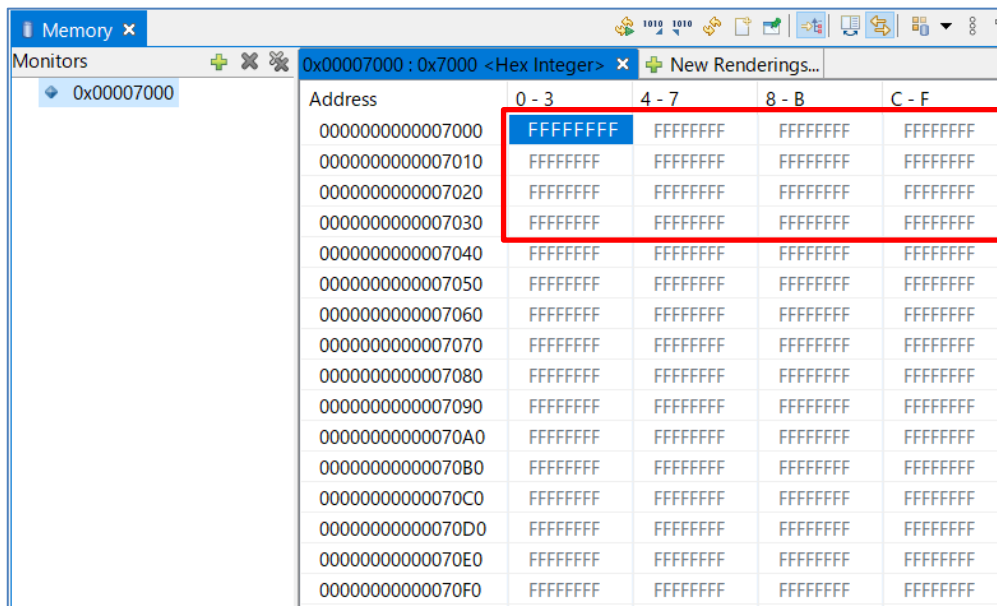 Memory ×
1010 1010
Monitors
0x00007000 : 0x7000 <Hex Integer> ×
New Renderings...
0x00007000
Address 0 - 3 4 - 7 8 - B C - F
0000000000007000 FFFFFFFF FFFFFFFF FFFFFFFF FFFFFFFF
0000000000007010 FFFFFFFF FFFFFFFF FFFFFFFF FFFFFFFF
0000000000007020 FFFFFFFF FFFFFFFF FFFFFFFF FFFFFFFF
0000000000007030 FFFFFFFF FFFFFFFF FFFFFFFF FFFFFFFF
0000000000007040 FFFFFFFF FFFFFFFF FFFFFFFF FFFFFFFF
0000000000007050 FFFFFFFF FFFFFFFF FFFFFFFF FFFFFFFF
0000000000007060 FFFFFFFF FFFFFFFF FFFFFFFF FFFFFFFF
0000000000007070 FFFFFFFF FFFFFFFF FFFFFFFF FFFFFFFF
0000000000007080 FFFFFFFF FFFFFFFF FFFFFFFF FFFFFFFF
0000000000007090 FFFFFFFF FFFFFFFF FFFFFFFF FFFFFFFF
00000000000070A0 FFFFFFFF FFFFFFFF FFFFFFFF FFFFFFFF
00000000000070B0 FFFFFFFF FFFFFFFF FFFFFFFF FFFFFFFF
00000000000070C0 FFFFFFFF FFFFFFFF FFFFFFFF FFFFFFFF
00000000000070D0 FFFFFFFF FFFFFFFF FFFFFFFF FFFFFFFF
00000000000070E0 FFFFFFFF FFFFFFFF FFFFFFFF FFFFFFFF
00000000000070F0 FFFFFFFF FFFFFFFF FFFFFFFF FFFFFFFF